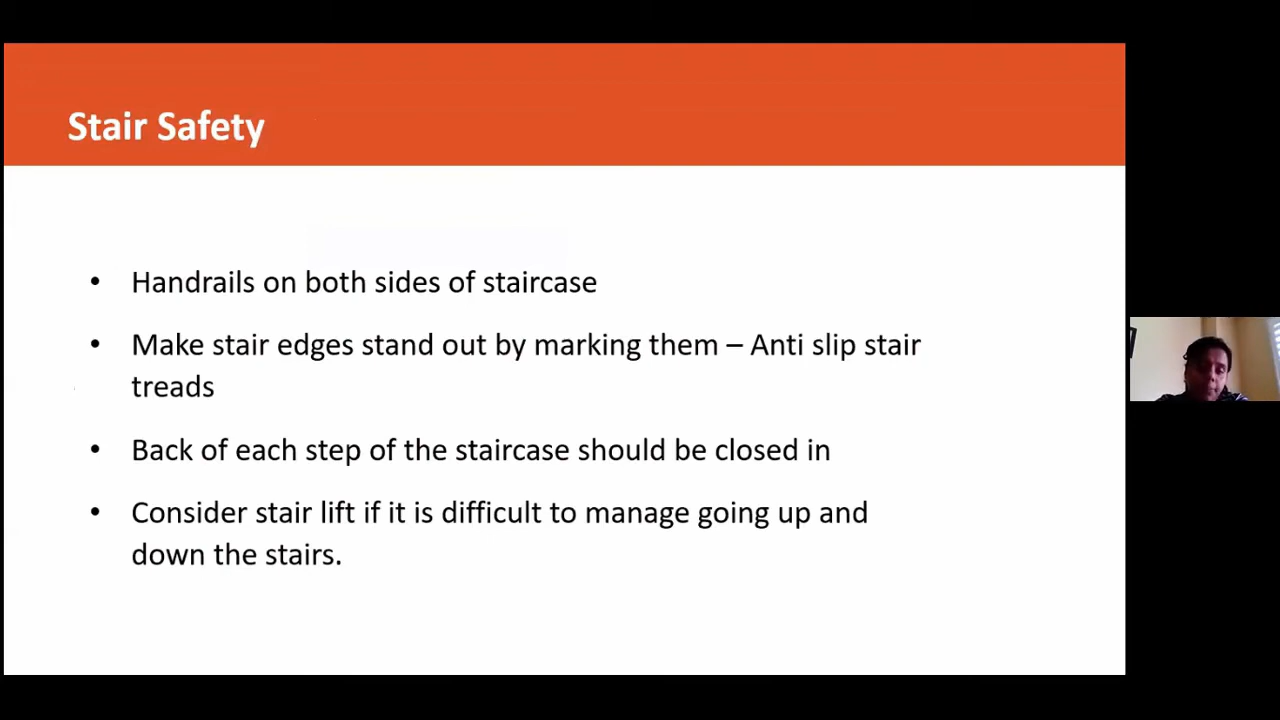 Stair Safety
• Handrails on both sides of staircase
• Make stair edges stand out by marking them – Anti slip stair
treads
• Back of each step of the staircase should be closed in
• Consider stair lift if it is difficult to manage going up and
down the stairs.